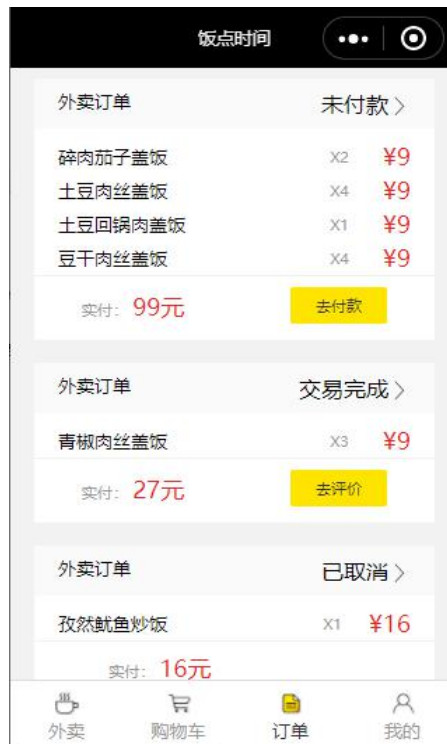 饭点时间
外卖订单 未付款
碎肉茄子盖饭 X2 ¥9
土豆肉丝盖饭 X4 ¥9
土豆回锅肉盖饭 X1 ¥9
豆干肉丝盖饭 X4 ¥9
实付: 99元 去付款
外卖订单 交易完成
青椒肉丝盖饭 X3 ¥9
实付: 27元 去评价
外卖订单 已取消
孜然鱿鱼炒饭 X1 ¥16
实付: 16元
外卖 购物车 订单 我的